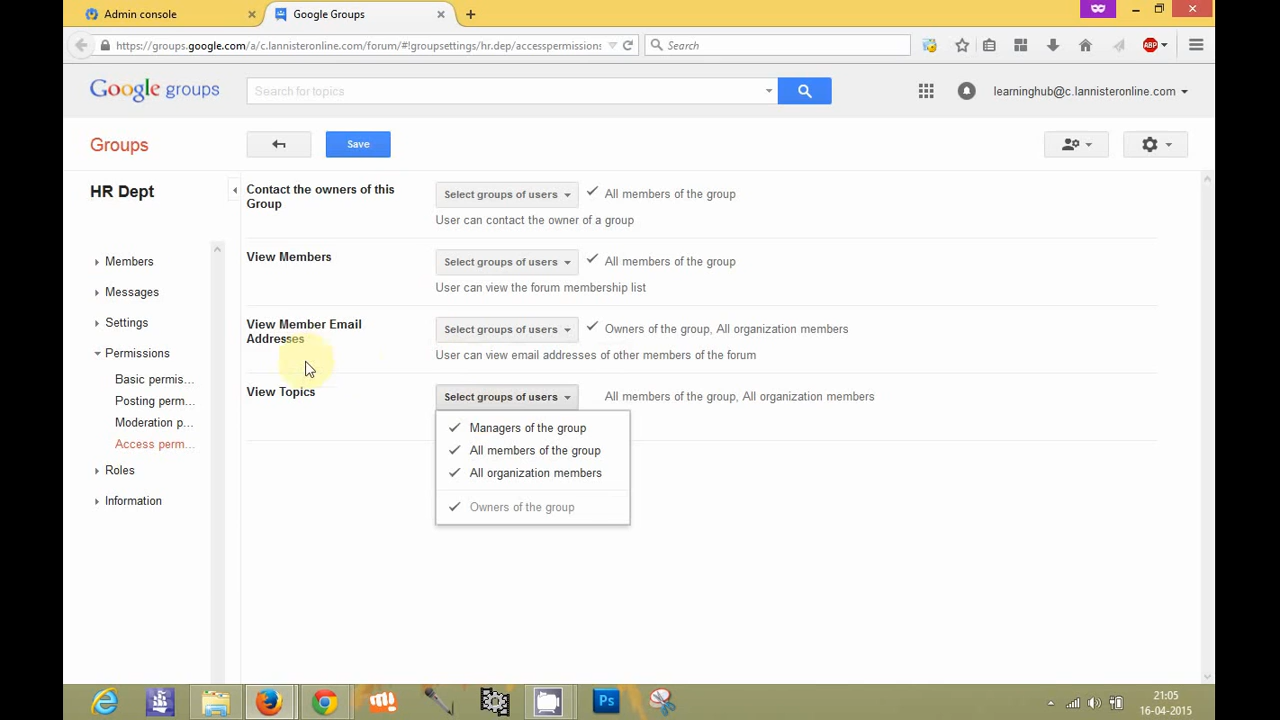 Admin console
Google Groups
https://groups.google.com/a/c.lannisteronline.com/forum/#!groupsettings/hr.dep/accesspermissions
Search
ABP
Google groups
Search for topics
learninghub@c.lannisteronline.com
Groups
Save
HR Dept
Members
Messages
Settings
Permissions
Basic permis...
Posting perm...
Moderation p...
Access perm...
Roles
Information
Contact the owners of this
Group
Select groups of users
All members of the group
User can contact the owner of a group
View Members
Select groups of users
All members of the group
User can view the forum membership list
View Member Email
Addresses
Select groups of users
Owners of the group, All organization members
User can view email addresses of other members of the forum
View Topics
Select groups of users
All members of the group, All organization members
Managers of the group
All members of the group
All organization members
Owners of the group
Ps
21:05
16-04-2015